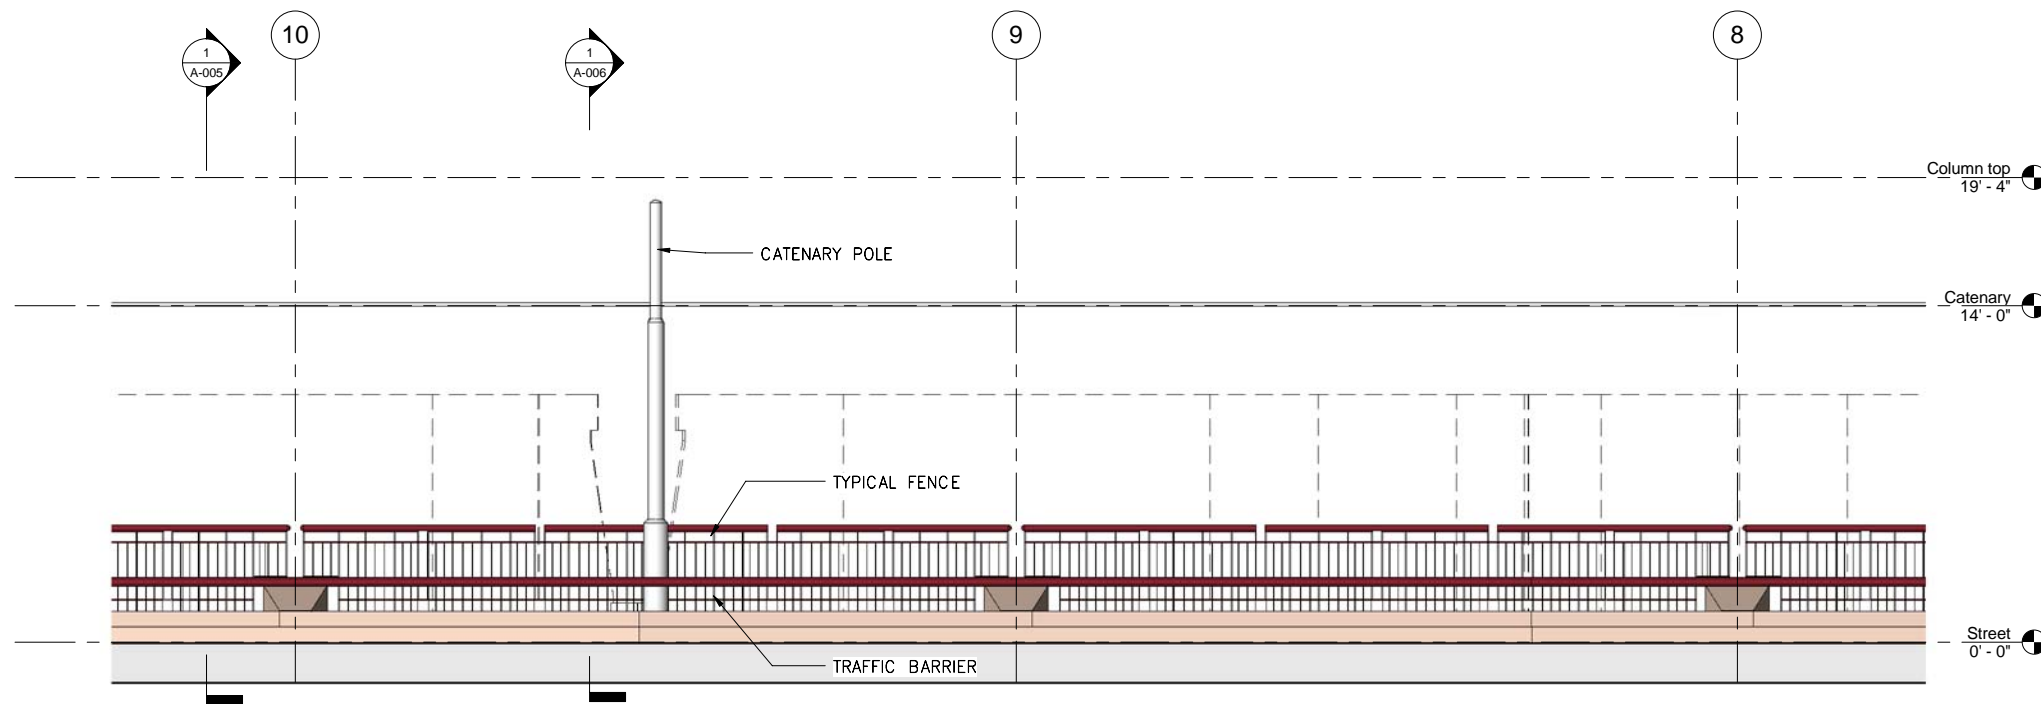 10
9
8
1
A-005
1
A-006
Column top
19' - 4"
CATENARY POLE
Catenary
14' - 0"
TYPICAL FENCE
Street
0' - 0"
TRAFFIC BARRIER